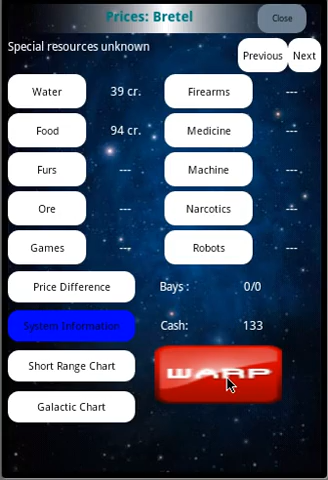 Prices: Bretel
Close
Special resources unknown
Previous
Next
Water 39 cr. Firearms ---
Food 94 cr. Medicine ---
Furs --- Machine ---
Ore --- Narcotics ---
Games --- Robots ---
Price Difference Bays : 0/0
System Information Cash: 133
Short Range Chart
WARP
Galactic Chart